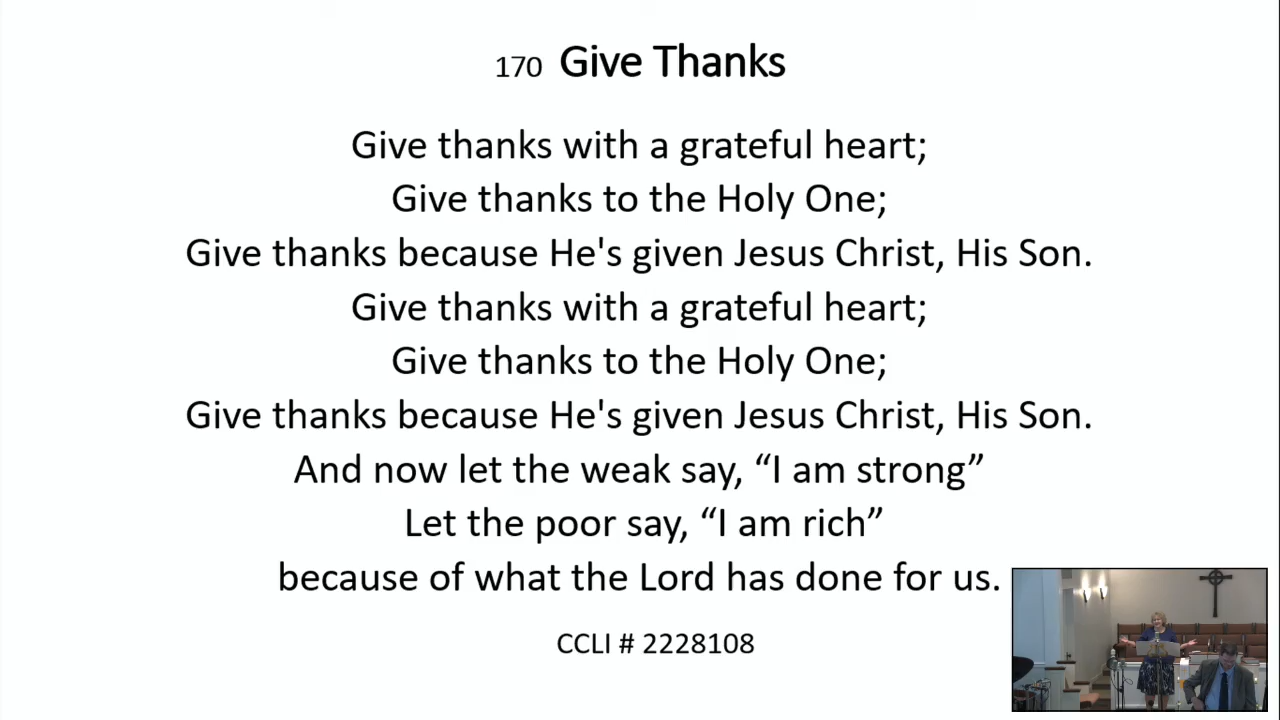 170 Give Thanks
Give thanks with a grateful heart;
Give thanks to the Holy One;
Give thanks because He's given Jesus Christ, His Son.
Give thanks with a grateful heart;
Give thanks to the Holy One;
Give thanks because He's given Jesus Christ, His Son.
And now let the weak say, “I am strong”
Let the poor say, “I am rich”
because of what the Lord has done for us.
CCLI # 2228108